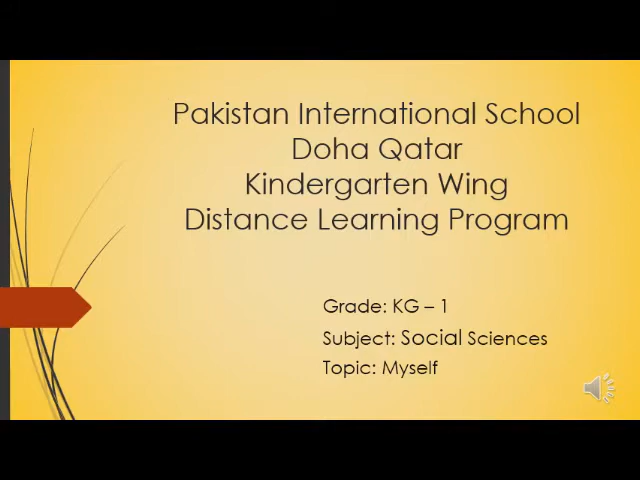 Pakistan International School
Doha Qatar
Kindergarten Wing
Distance Learning Program
Grade: KG – 1
Subject: Social Sciences
Topic: Myself